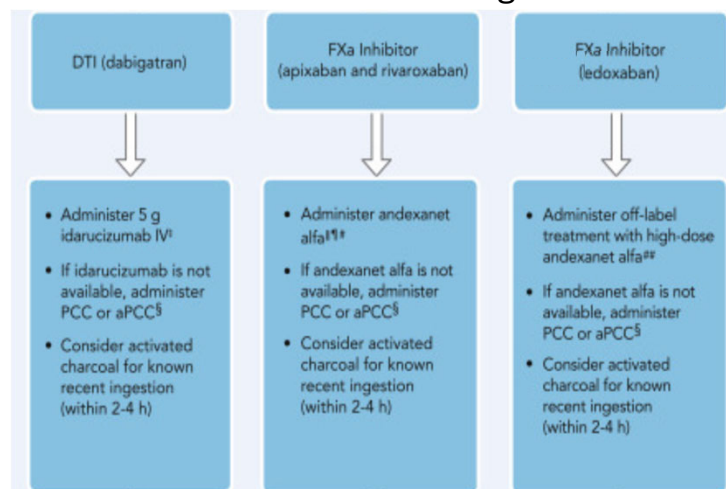 DTI (dabigatran)
• Administer 5 g
idarucizumab IV‡
• If idarucizumab is not
available, administer
PCC or aPCC§
• Consider activated
charcoal for known
recent ingestion
(within 2-4 h)
FXa Inhibitor
(apixaban and rivaroxaban)
• Administer andexanet
alfa‖¶#
• If andexanet alfa is not
available, administer
PCC or aPCC§
• Consider activated
charcoal for known
recent ingestion
(within 2-4 h)
FXa Inhibitor
(ledoxaban)
• Administer off-label
treatment with high-dose
andexanet alfa##
• If andexanet alfa is not
available, administer
PCC or aPCC§
• Consider activated
charcoal for known
recent ingestion
(within 2-4 h)